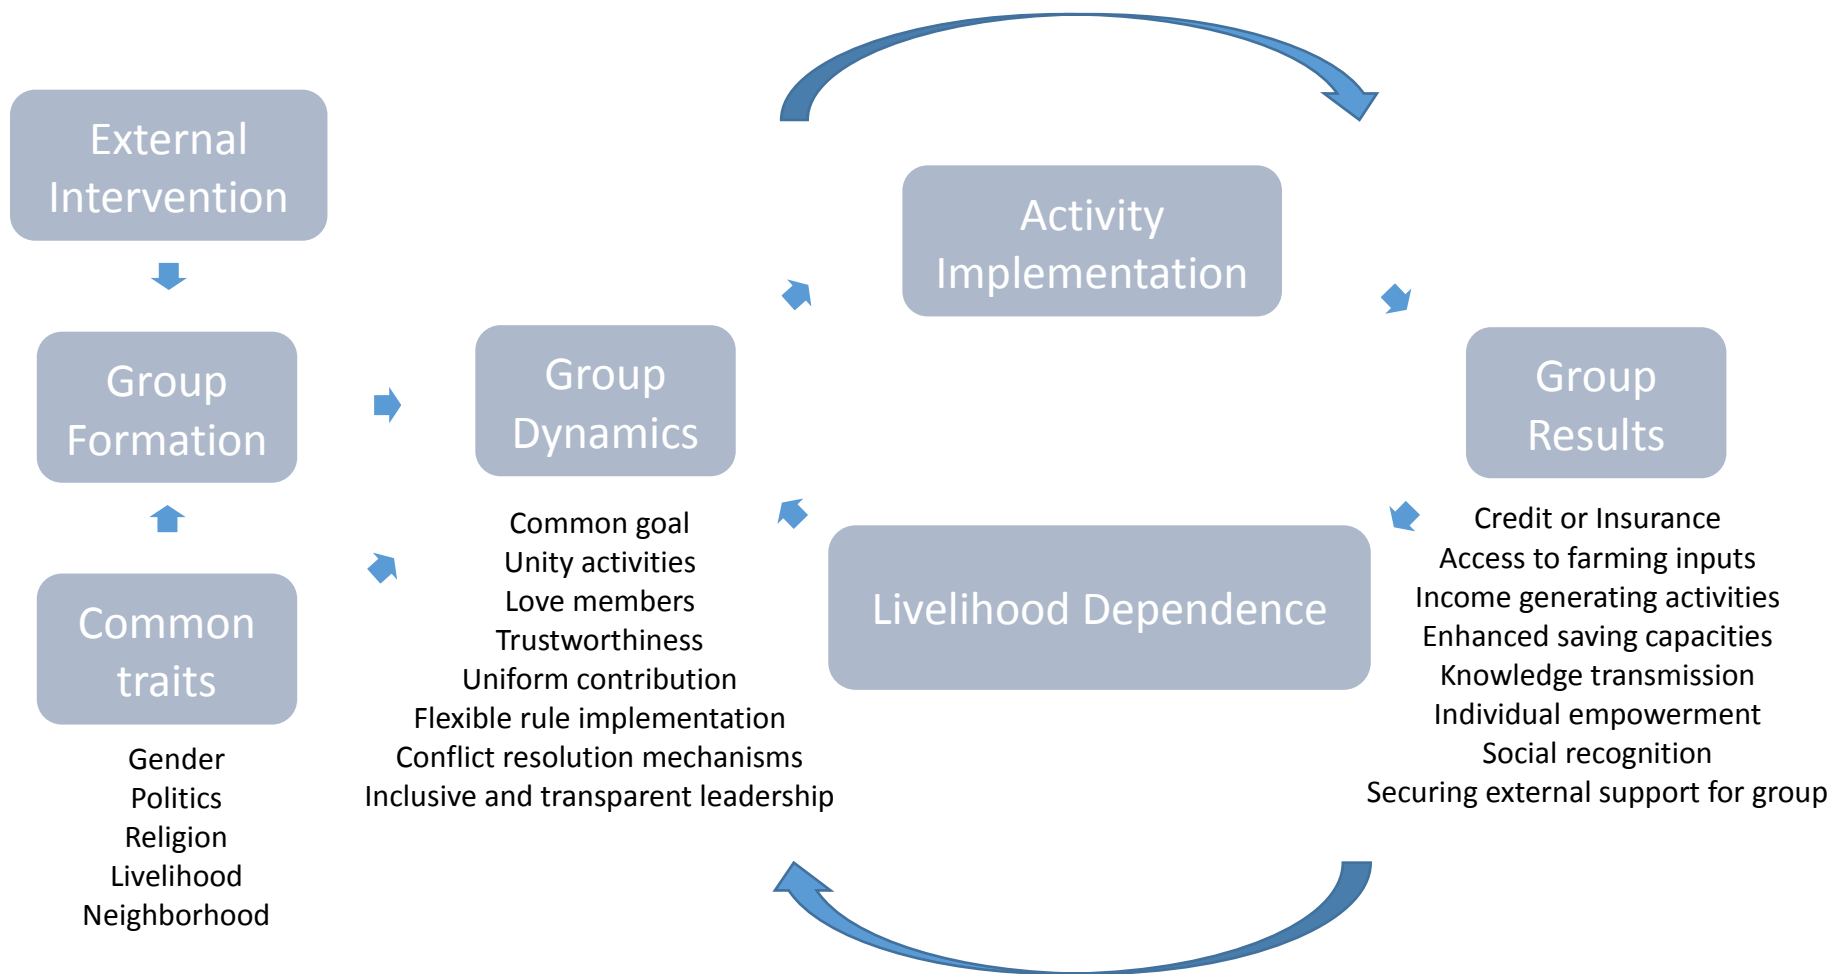 External
Intervention
Group
Formation
Common
traits
Gender
Politics
Religion
Livelihood
Neighborhood
Group
Dynamics
Common goal
Unity activities
Love members
Trustworthiness
Uniform contribution
Flexible rule implementation
Conflict resolution mechanisms
Inclusive and transparent leadership
Activity
Implementation
Livelihood Dependence
Group
Results
Credit or Insurance
Access to farming inputs
Income generating activities
Enhanced saving capacities
Knowledge transmission
Individual empowerment
Social recognition
Securing external support for group